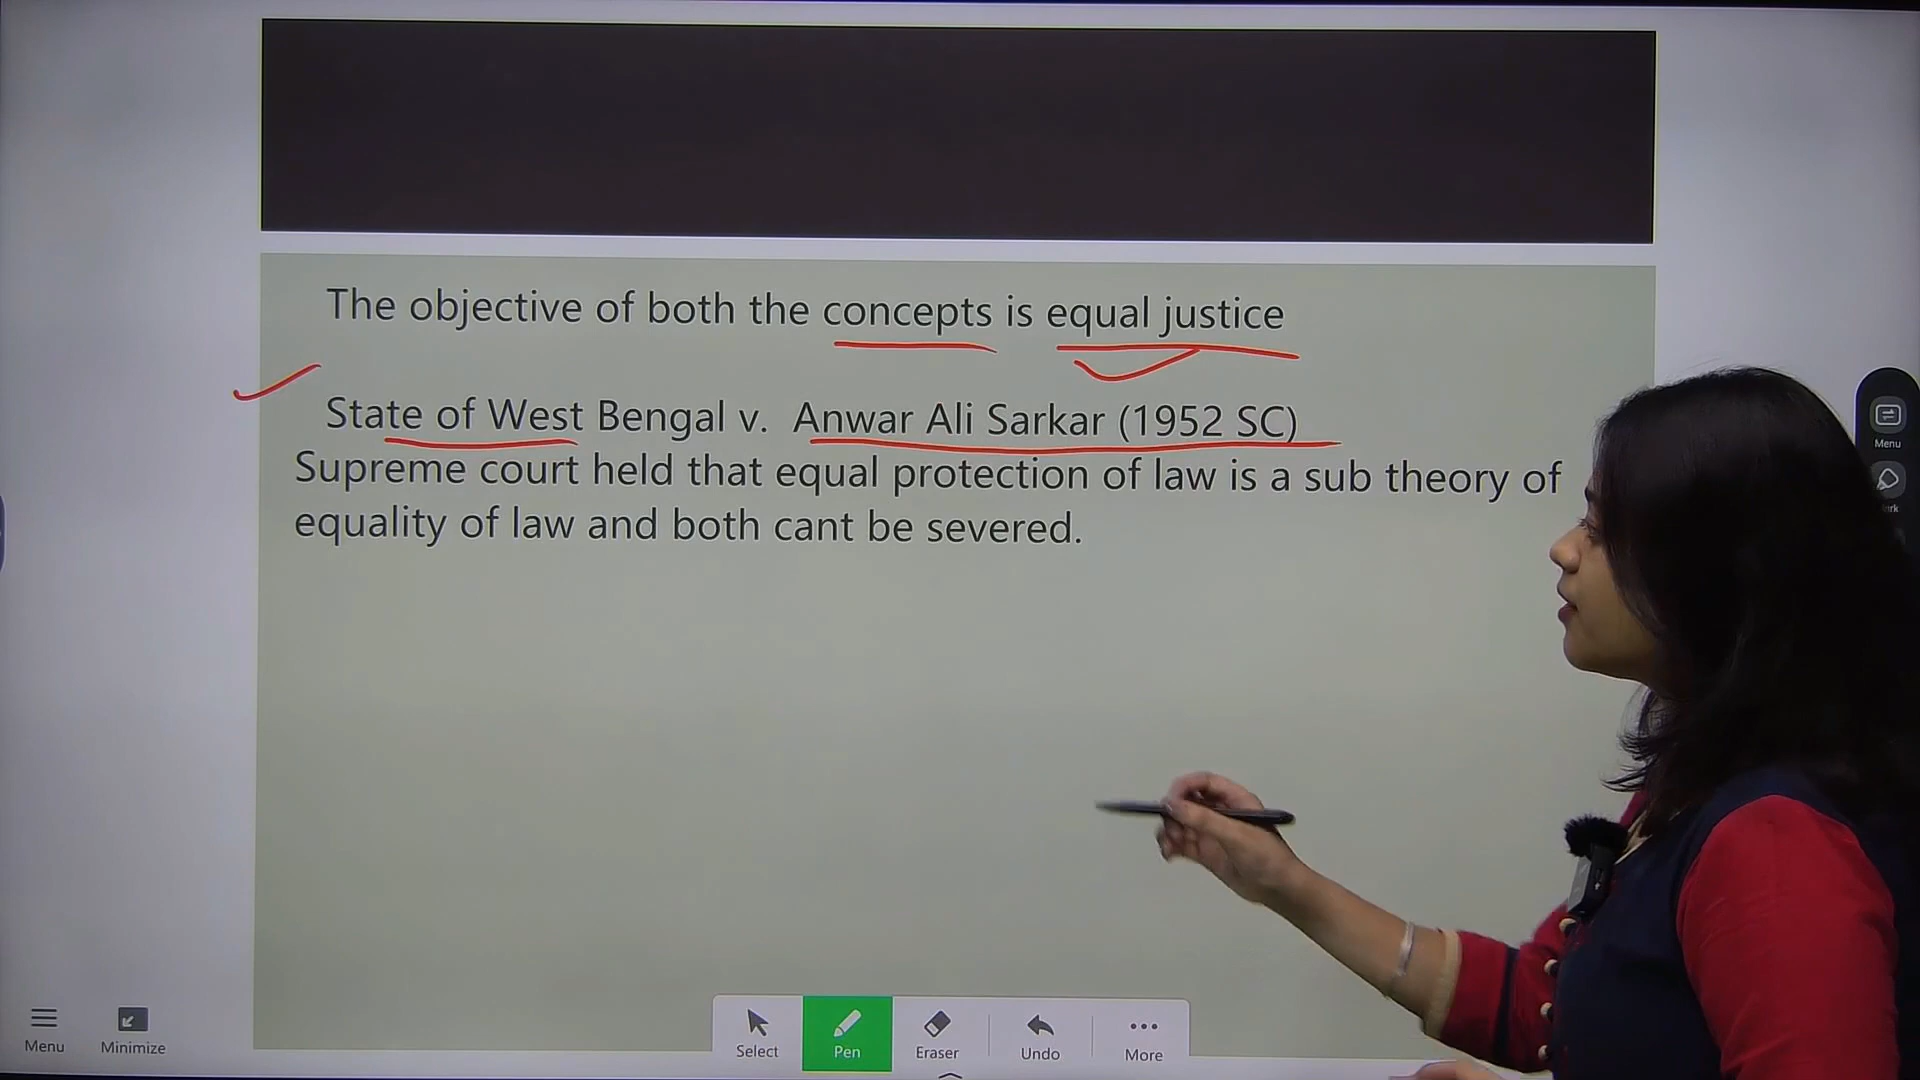 The objective of both the concepts is equal justice
State of West Bengal v. Anwar Ali Sarkar (1952 SC)
Supreme court held that equal protection of law is a sub theory of
equality of law and both cant be severed.
Menu
Menu
Minimize
Select
Pen
Eraser
Undo
More